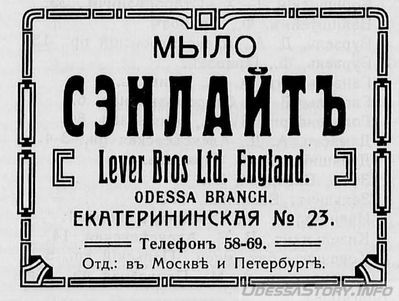 МЫЛО
СЭНЛАЙТЪ
Lever Bros Ltd. England.
ODESSA BRANCH.
ЕКАТЕРИНИНСКАЯ № 23.
Телефонъ 58-69.
Отд.: въ Москвѣ и Петербургѣ.
OdessaStory.Info